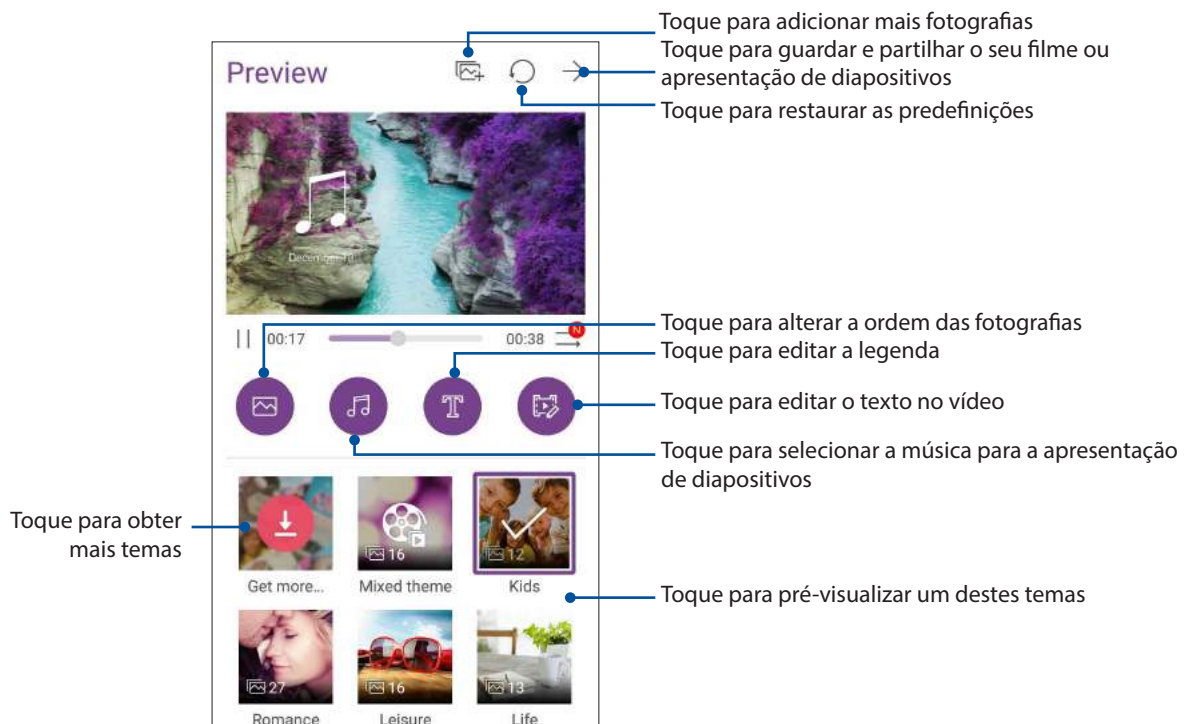 Toque para adicionar mais fotografias
Toque para guardar e partilhar o seu filme ou
apresentação de diapositivos
Toque para restaurar as predefinições
Preview
December 18
00:17
00:38
N
Toque para alterar a ordem das fotografias
Toque para editar a legenda
Toque para editar o texto no vídeo
Toque para selecionar a música para a apresentação
de diapositivos
Toque para obter
mais temas
16
12
Get more...
Mixed theme
Kids
Toque para pré-visualizar um destes temas
27
16
13
Romance
Leisure
Life